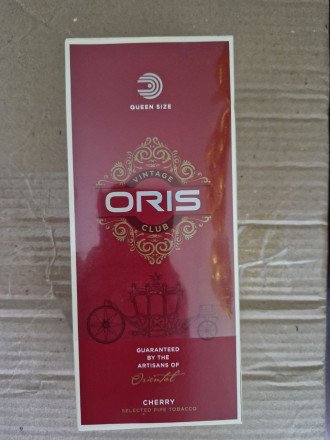 QUEEN SIZE
VINTAGE
ORIS
CLUB
GUARANTEED
BY THE
ARTISANS OF
Oriental
CHERRY
SELECTED PIPE TOBACCO